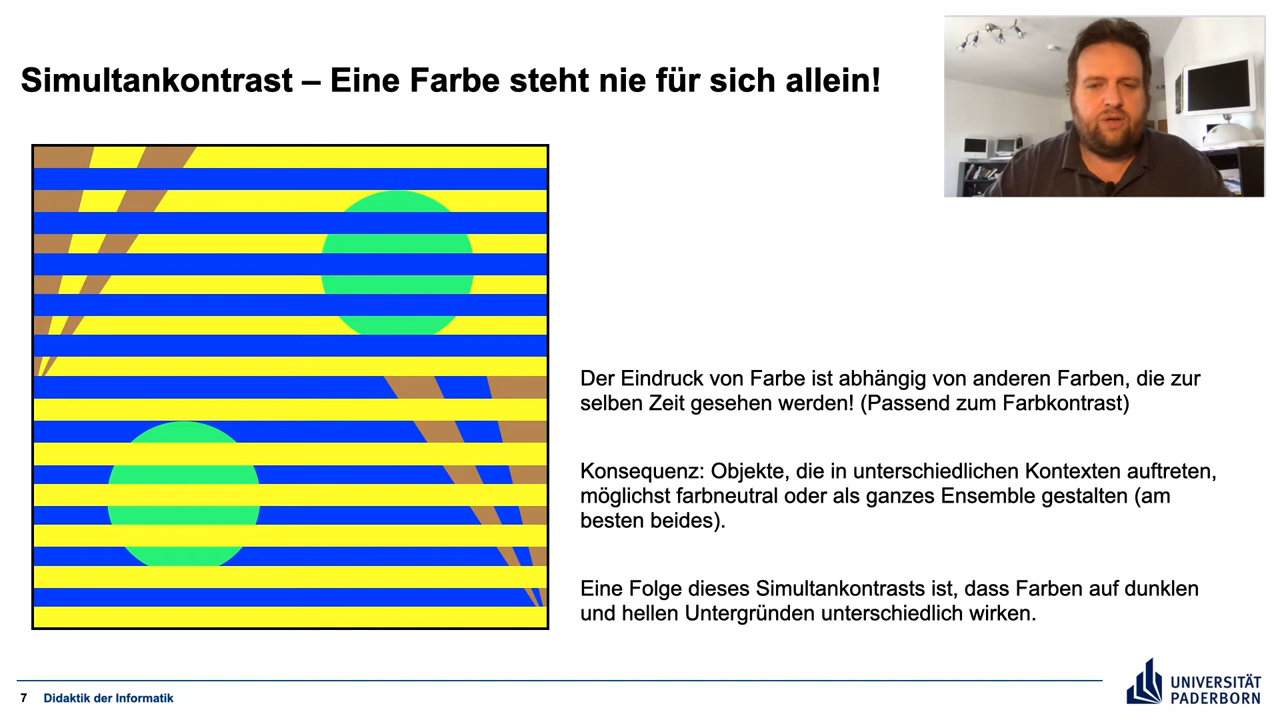 Simultankontrast – Eine Farbe steht nie für sich allein!
Der Eindruck von Farbe ist abhängig von anderen Farben, die zur
selben Zeit gesehen werden! (Passend zum Farbkontrast)
Konsequenz: Objekte, die in unterschiedlichen Kontexten auftreten,
möglichst farbneutral oder als ganzes Ensemble gestalten (am
besten beides).
Eine Folge dieses Simultankontrasts ist, dass Farben auf dunklen
und hellen Untergründen unterschiedlich wirken.
7 Didaktik der Informatik
UNIVERSITÄT
PADERBORN